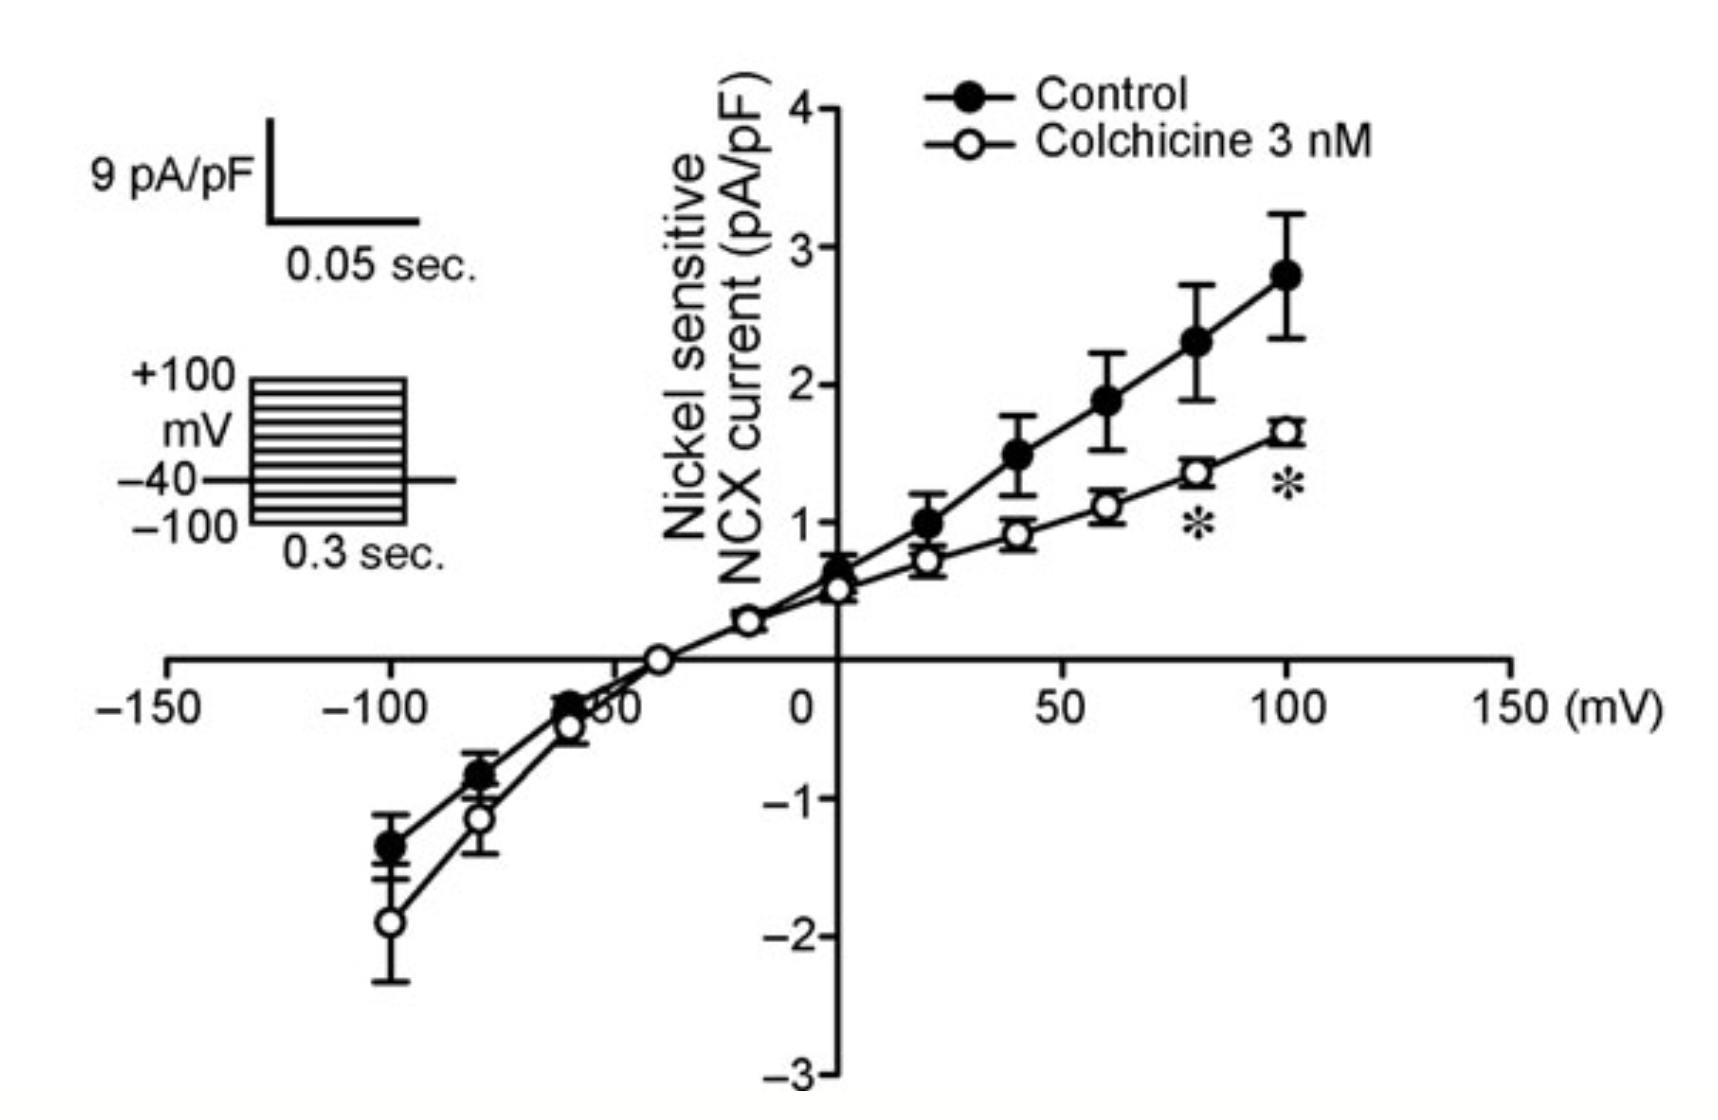 Control
Colchicine 3 nM
9 pA/pF
0.05 sec.
+100
mV
–40
–100
0.3 sec.
Nickel sensitive
NCX current (pA/pF)
4
3
2
1
–1
–2
–3
–150
–100
50
0
50
100
150 (mV)
*
*